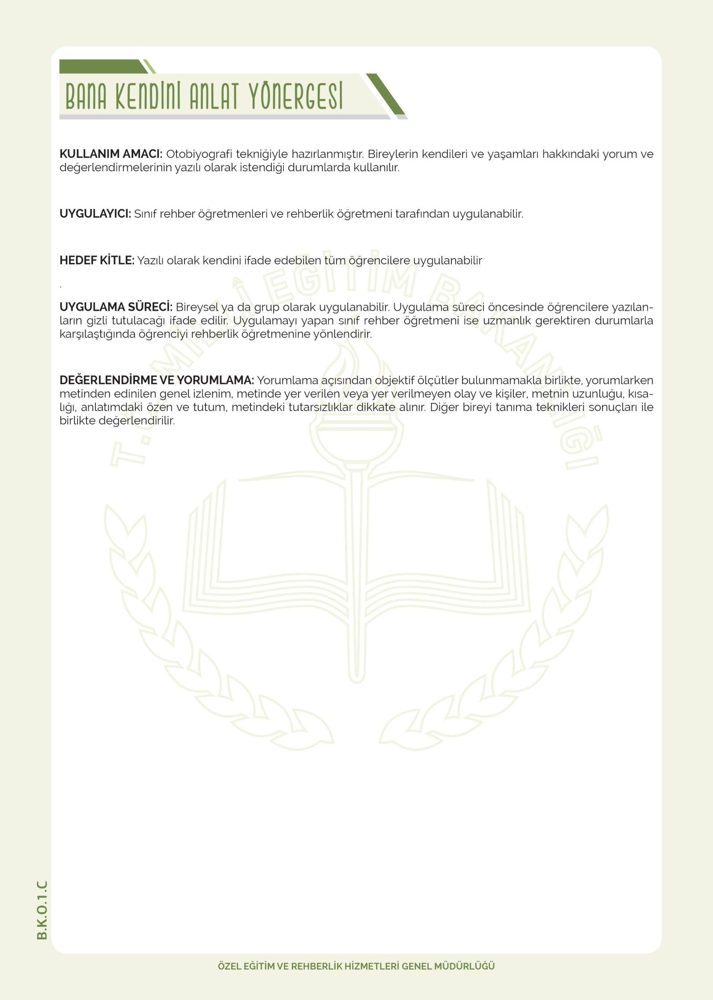 BANA KENDİNİ ANLAT YÖNERGESİ
KULLANIM AMACI: Otobiyografi tekniğiyle hazırlanmıştır. Bireylerin kendileri ve yaşamları hakkındaki yorum ve
değerlendirmelerinin yazılı olarak istendiği durumlarda kullanılır.
UYGULAYICI: Sınıf rehber öğretmenleri ve rehberlik öğretmeni tarafından uygulanabilir.
HEDEF KİTLE: Yazılı olarak kendini ifade edebilen tüm öğrencilere uygulanabilir
.
UYGULAMA SÜRECİ: Bireysel ya da grup olarak uygulanabilir. Uygulama süreci öncesinde öğrencilere yazılan-
ların gizli tutulacağı ifade edilir. Uygulamayı yapan sınıf rehber öğretmeni ise uzmanlık gerektiren durumlarla
karşılaştığında öğrenciyi rehberlik öğretmenine yönlendirir.
DEĞERLENDİRME VE YORUMLAMA: Yorumlama açısından objektif ölçütler bulunmamakla birlikte, yorumlarken
metinden edinilen genel izlenim, metinde yer verilen veya yer verilmeyen olay ve kişiler, metnin uzunluğu, kısa-
lığı, anlatımdaki özen ve tutum, metindeki tutarsızlıklar dikkate alınır. Diğer bireyi tanıma teknikleri sonuçları ile
birlikte değerlendirilir.
T.C. MİLLÎ EĞİTİM BAKANLIĞI
B.K.O.1.C
ÖZEL EĞİTİM VE REHBERLİK HİZMETLERİ GENEL MÜDÜRLÜĞÜ